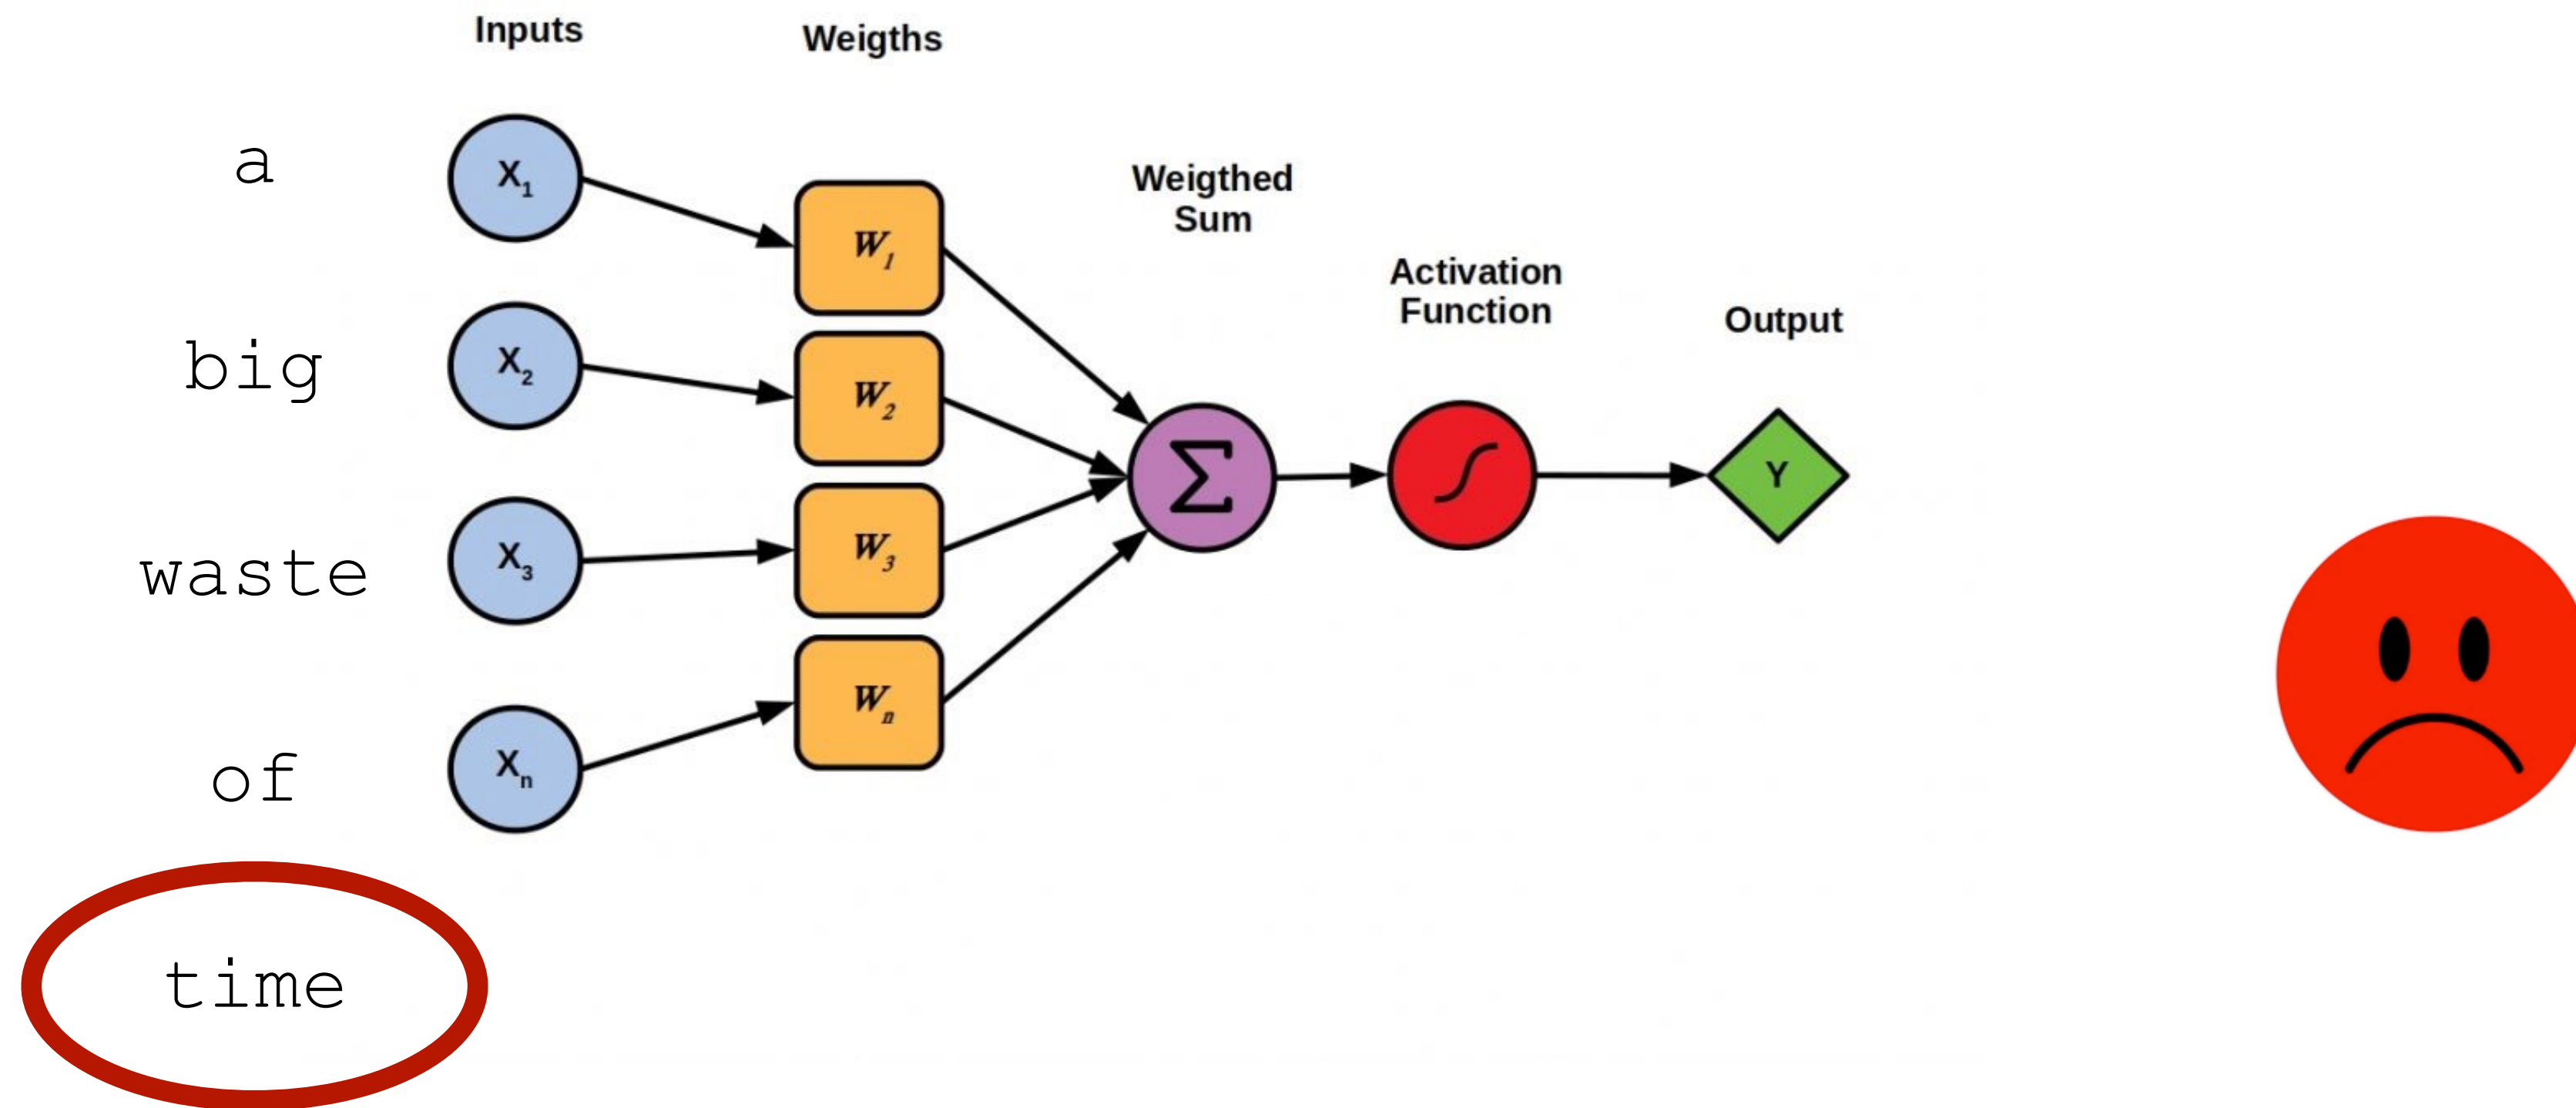 Inputs
Weigths
a
X1
W1
Weigthed
Sum
Activation
Function
Output
big
X2
W2
Σ
Y
waste
X3
W3
of
Xn
Wn
time